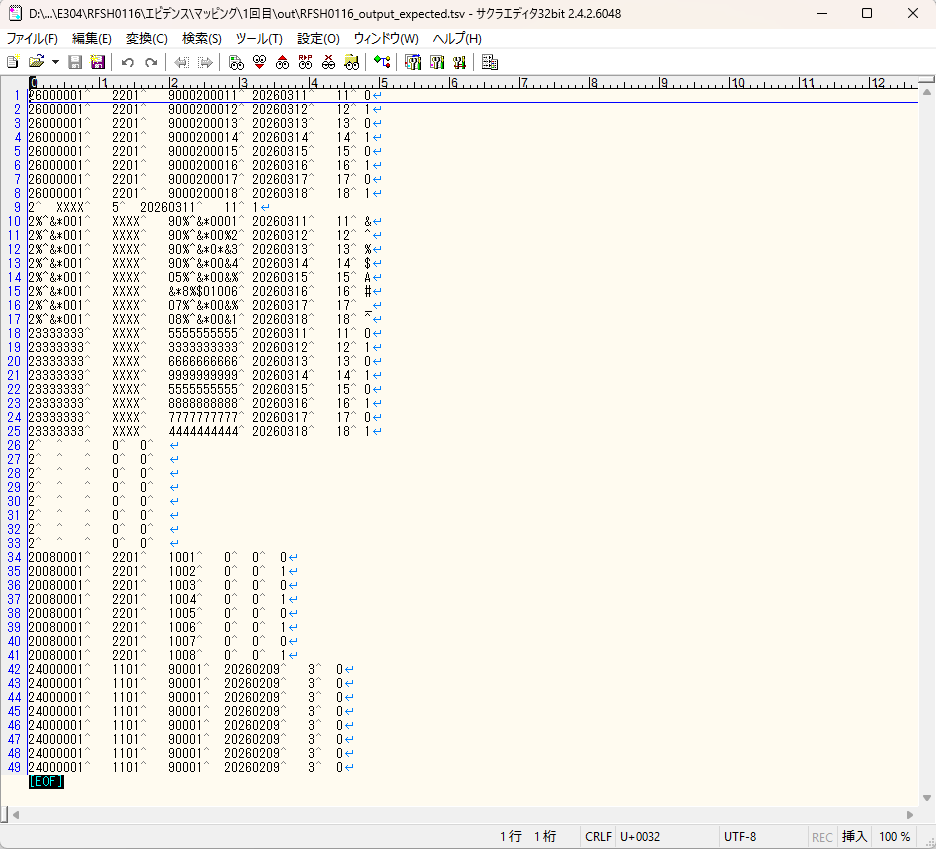 D:\...\E304\RFSH0116\エビデンス\マッピング\1回目\out\RFSH0116_output_expected.tsv - サクラエディタ32bit 2.4.2.6048
ファイル(F) 編集(E) 変換(C) 検索(S) ツール(T) 設定(O) ウィンドウ(W) ヘルプ(H)
0 1 2 3 4 5 6 7 8 9 10 11 12
1 26000001^ 2201^ 9000200011^ 20260311^ 11^ 0↵
2 26000001^ 2201^ 9000200012^ 20260312^ 12^ 1↵
3 26000001^ 2201^ 9000200013^ 20260313^ 13^ 0↵
4 26000001^ 2201^ 9000200014^ 20260314^ 14^ 1↵
5 26000001^ 2201^ 9000200015^ 20260315^ 15^ 0↵
6 26000001^ 2201^ 9000200016^ 20260316^ 16^ 1↵
7 26000001^ 2201^ 9000200017^ 20260317^ 17^ 0↵
8 26000001^ 2201^ 9000200018^ 20260318^ 18^ 1↵
9 2^ XXXX^ 5^ 20260311^ 11^ 1↵
10 2%^&*001^ XXXX^ 90%^&*0001^ 20260311^ 11^ &↵
11 2%^&*001^ XXXX^ 90%^&*00%2^ 20260312^ 12^ ^↵
12 2%^&*001^ XXXX^ 90%^&*0*&3^ 20260313^ 13^ %↵
13 2%^&*001^ XXXX^ 90%^&*00&4^ 20260314^ 14^ $↵
14 2%^&*001^ XXXX^ 05%^&*00&%^ 20260315^ 15^ A↵
15 2%^&*001^ XXXX^ &*8%$01006^ 20260316^ 16^ #↵
16 2%^&*001^ XXXX^ 07%^&*00&%^ 20260317^ 17^ _↵
17 2%^&*001^ XXXX^ 08%^&*00&1^ 20260318^ 18^ ^↵
18 23333333^ XXXX^ 5555555555^ 20260311^ 11^ 0↵
19 23333333^ XXXX^ 3333333333^ 20260312^ 12^ 1↵
20 23333333^ XXXX^ 6666666666^ 20260313^ 13^ 0↵
21 23333333^ XXXX^ 9999999999^ 20260314^ 14^ 1↵
22 23333333^ XXXX^ 5555555555^ 20260315^ 15^ 0↵
23 23333333^ XXXX^ 8888888888^ 20260316^ 16^ 1↵
24 23333333^ XXXX^ 7777777777^ 20260317^ 17^ 0↵
25 23333333^ XXXX^ 4444444444^ 20260318^ 18^ 1↵
26 2^ ^ ^ 0^ 0^ ↵
27 2^ ^ ^ 0^ 0^ ↵
28 2^ ^ ^ 0^ 0^ ↵
29 2^ ^ ^ 0^ 0^ ↵
30 2^ ^ ^ 0^ 0^ ↵
31 2^ ^ ^ 0^ 0^ ↵
32 2^ ^ ^ 0^ 0^ ↵
33 2^ ^ ^ 0^ 0^ ↵
34 20080001^ 2201^ 1001^ 0^ 0^ 0↵
35 20080001^ 2201^ 1002^ 0^ 0^ 1↵
36 20080001^ 2201^ 1003^ 0^ 0^ 0↵
37 20080001^ 2201^ 1004^ 0^ 0^ 1↵
38 20080001^ 2201^ 1005^ 0^ 0^ 0↵
39 20080001^ 2201^ 1006^ 0^ 0^ 1↵
40 20080001^ 2201^ 1007^ 0^ 0^ 0↵
41 20080001^ 2201^ 1008^ 0^ 0^ 1↵
42 24000001^ 1101^ 90001^ 20260209^ 3^ 0↵
43 24000001^ 1101^ 90001^ 20260209^ 3^ 0↵
44 24000001^ 1101^ 90001^ 20260209^ 3^ 0↵
45 24000001^ 1101^ 90001^ 20260209^ 3^ 0↵
46 24000001^ 1101^ 90001^ 20260209^ 3^ 0↵
47 24000001^ 1101^ 90001^ 20260209^ 3^ 0↵
48 24000001^ 1101^ 90001^ 20260209^ 3^ 0↵
49 24000001^ 1101^ 90001^ 20260209^ 3^ 0↵
[EOF]
1 行 1 桁 CRLF U+0032 UTF-8 REC 挿入 100 %